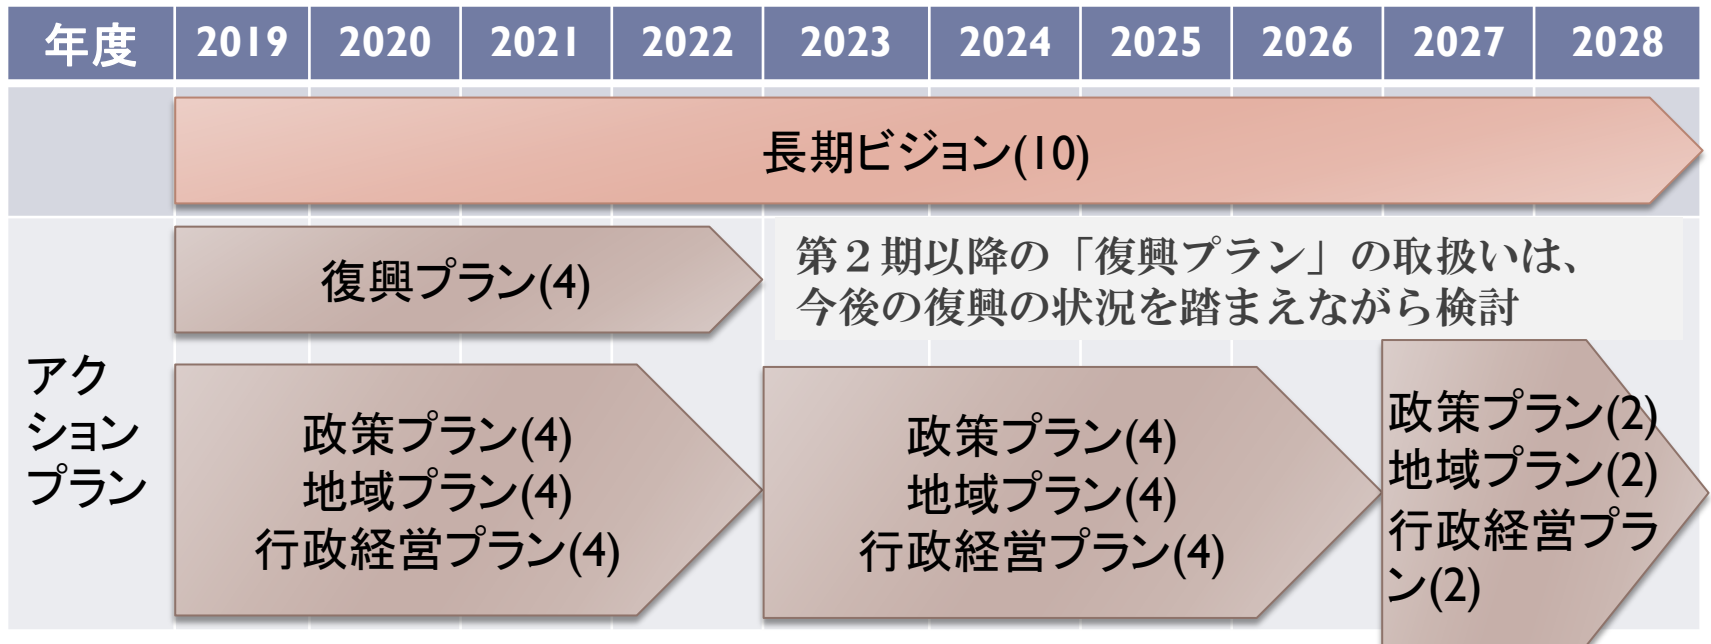 年度 2019 2020 2021 2022 2023 2024 2025 2026 2027 2028
長期ビジョン(10)
復興プラン(4)
第２期以降の「復興プラン」の取扱いは、
今後の復興の状況を踏まえながら検討
アク
ション
プラン
政策プラン(4)
地域プラン(4)
行政経営プラン(4)
政策プラン(4)
地域プラン(4)
行政経営プラン(4)
政策プラン(2)
地域プラン(2)
行政経営プラ
ン(2)